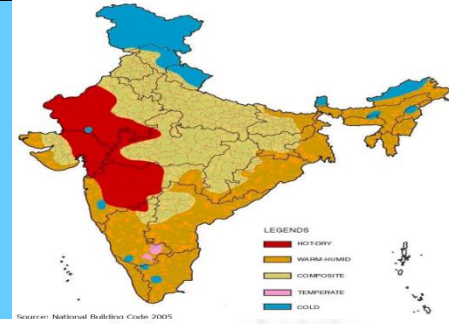 LEGENDS
HOT-DRY
WARM-HUMID
COMPOSITE
TEMPERATE
COLD
Source: National Building Code 2005